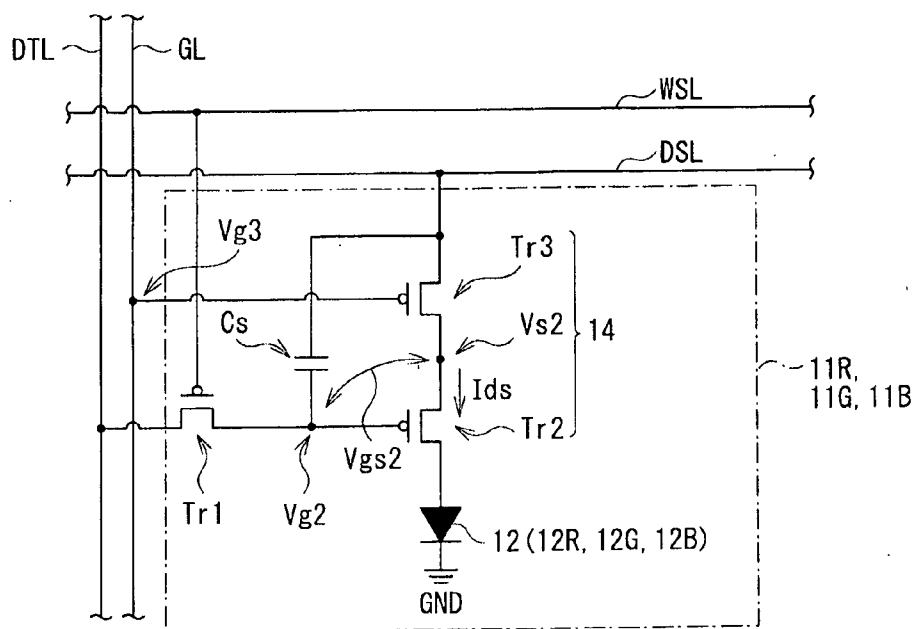 DTL
GL
WSL
DSL
Vg3
Tr3
Cs
Vs2
14
11R,
11G, 11B
Ids
Tr2
Vgs2
Tr1
Vg2
12 (12R, 12G, 12B)
GND